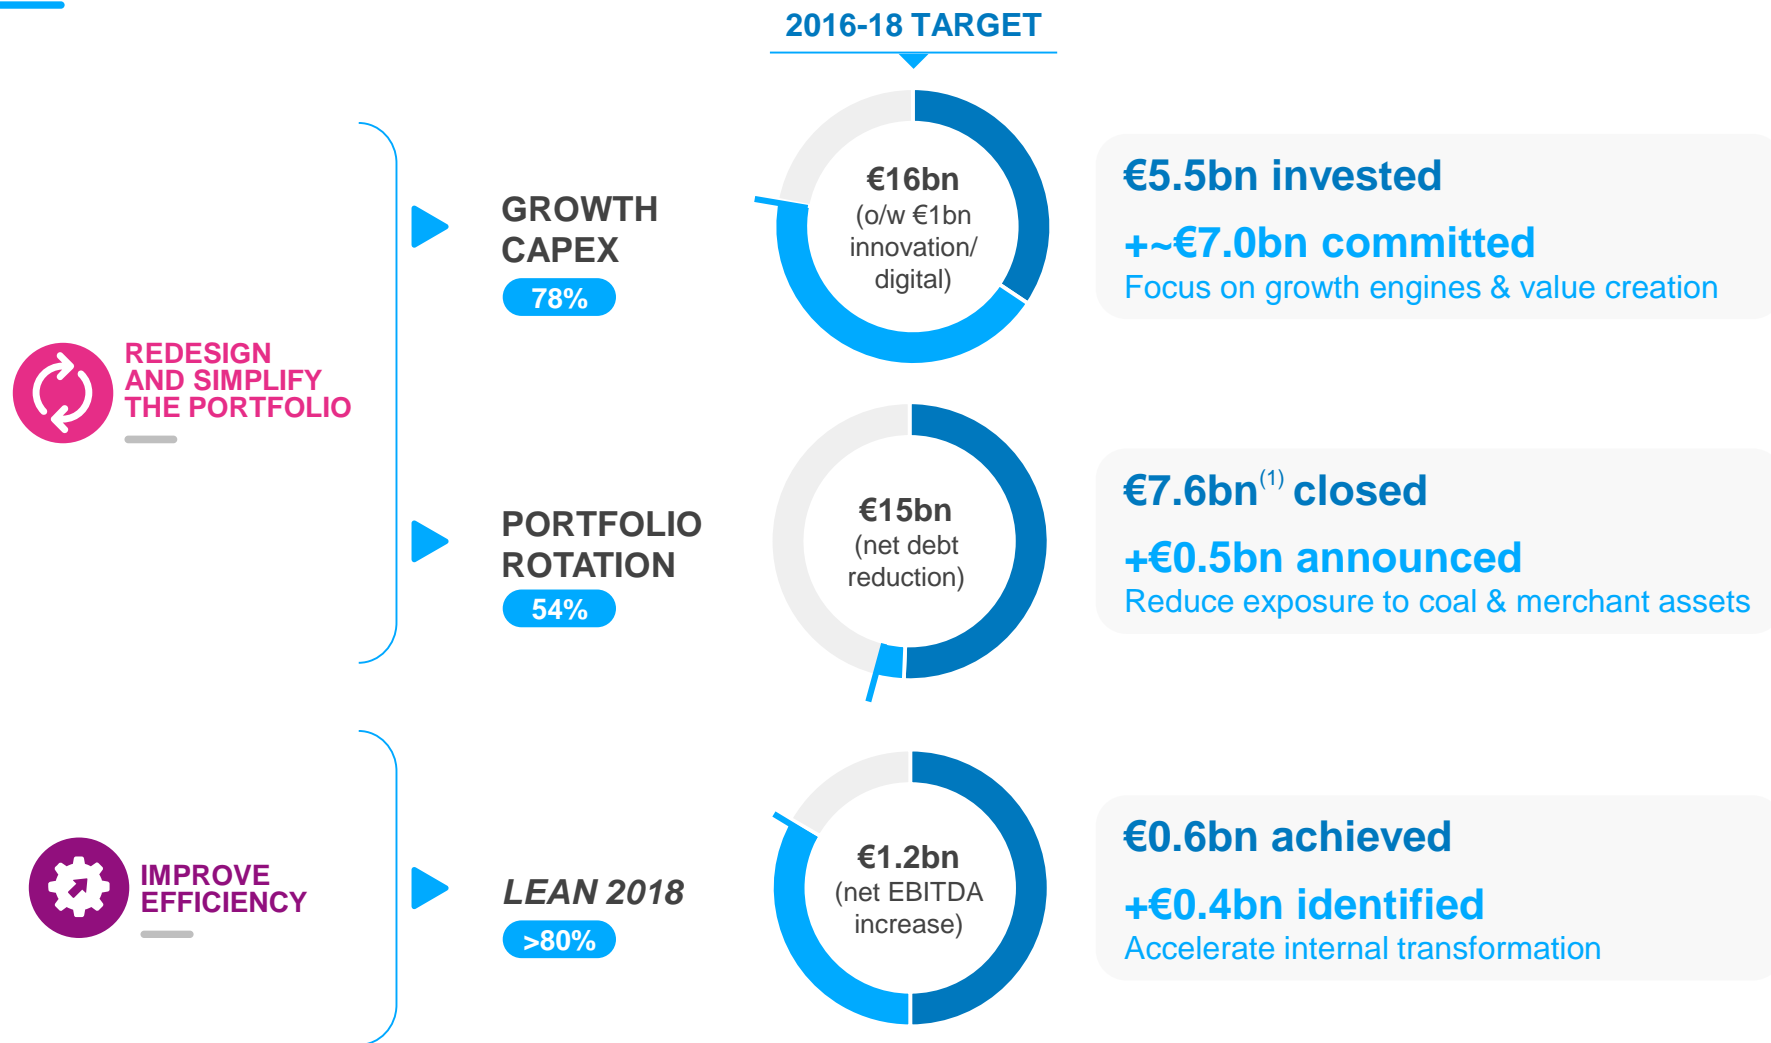 2016-18 TARGET
REDESIGN
AND SIMPLIFY
THE PORTFOLIO
GROWTH
CAPEX
78%
€16bn
(o/w €1bn
innovation/
digital)
€5.5bn invested
+~€7.0bn committed
Focus on growth engines & value creation
PORTFOLIO
ROTATION
54%
€15bn
(net debt
reduction)
€7.6bn(1) closed
+€0.5bn announced
Reduce exposure to coal & merchant assets
IMPROVE
EFFICIENCY
LEAN 2018
>80%
€1.2bn
(net EBITDA
increase)
€0.6bn achieved
+€0.4bn identified
Accelerate internal transformation